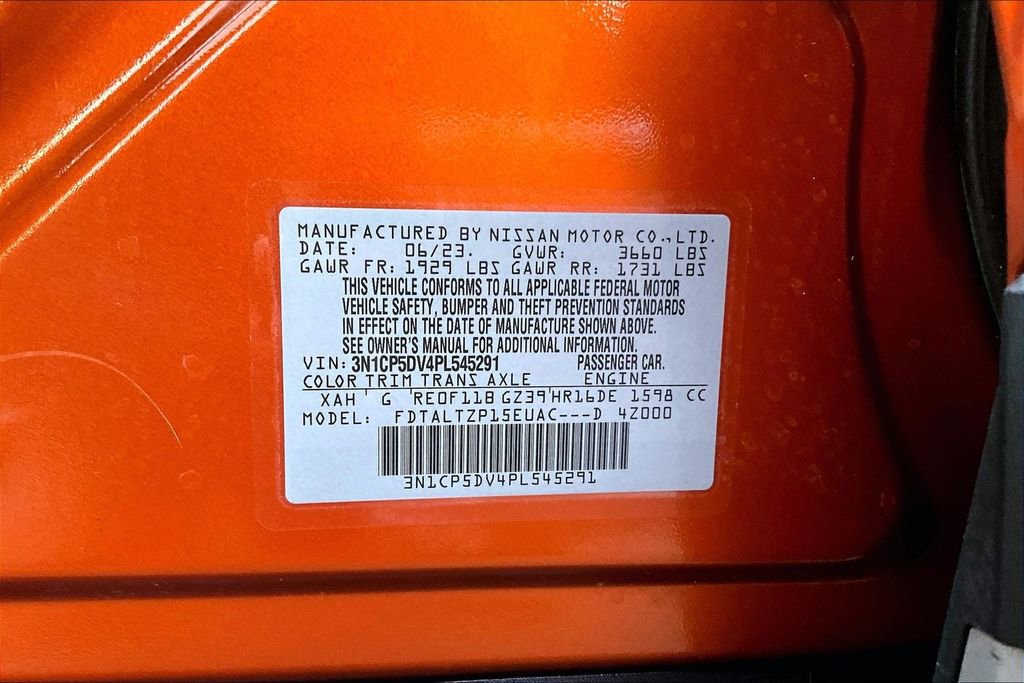 MANUFACTURED BY NISSAN MOTOR CO., LTD.
DATE: 06/23. GVWR: 3660 LBS
GAWR FR: 1929 LBS GAWR RR: 1731 LBS
THIS VEHICLE CONFORMS TO ALL APPLICABLE FEDERAL MOTOR
VEHICLE SAFETY, BUMPER AND THEFT PREVENTION STANDARDS
IN EFFECT ON THE DATE OF MANUFACTURE SHOWN ABOVE.
SEE OWNER'S MANUAL FOR ADDITIONAL INFORMATION.
VIN: 3N1CP5DV4PL545291 PASSENGER CAR.
COLOR TRIM TRANS AXLE ENGINE
XAH ' G 'RE0F11B GZ39'HR16DE 1598 CC
MODEL: FDTALTZP15EUAC---D 4Z000
3N1CP5DV4PL545291